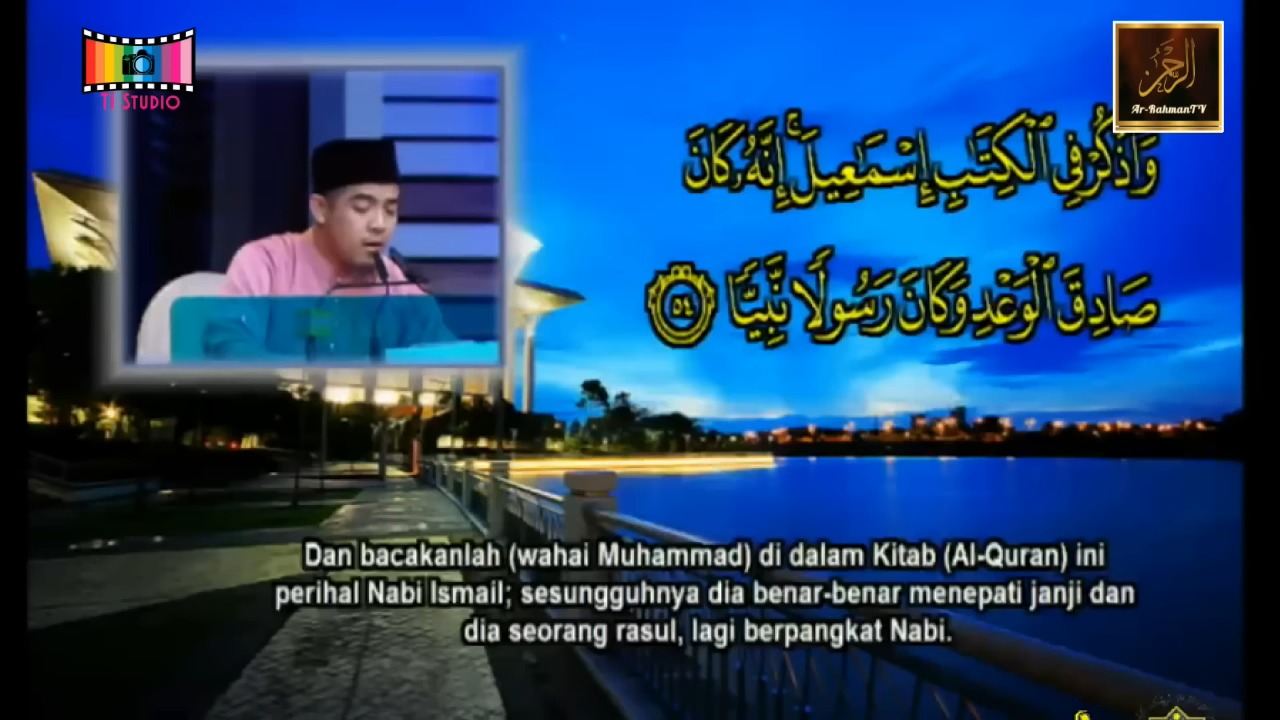 TI STUDIO
الرحمن
Ar-RahmanTV
وَٱذْكُرْ فِى ٱلْكِتَـٰبِ إِسْمَـٰعِيلَ ۚ إِنَّهُۥ كَانَ
صَادِقَ ٱلْوَعْدِ وَكَانَ رَسُولًا نَّبِيًّا ٥٤
Dan bacakanlah (wahai Muhammad) di dalam Kitab (Al-Quran) ini
perihal Nabi Ismail; sesungguhnya dia benar-benar menepati janji dan
dia seorang rasul, lagi berpangkat Nabi.